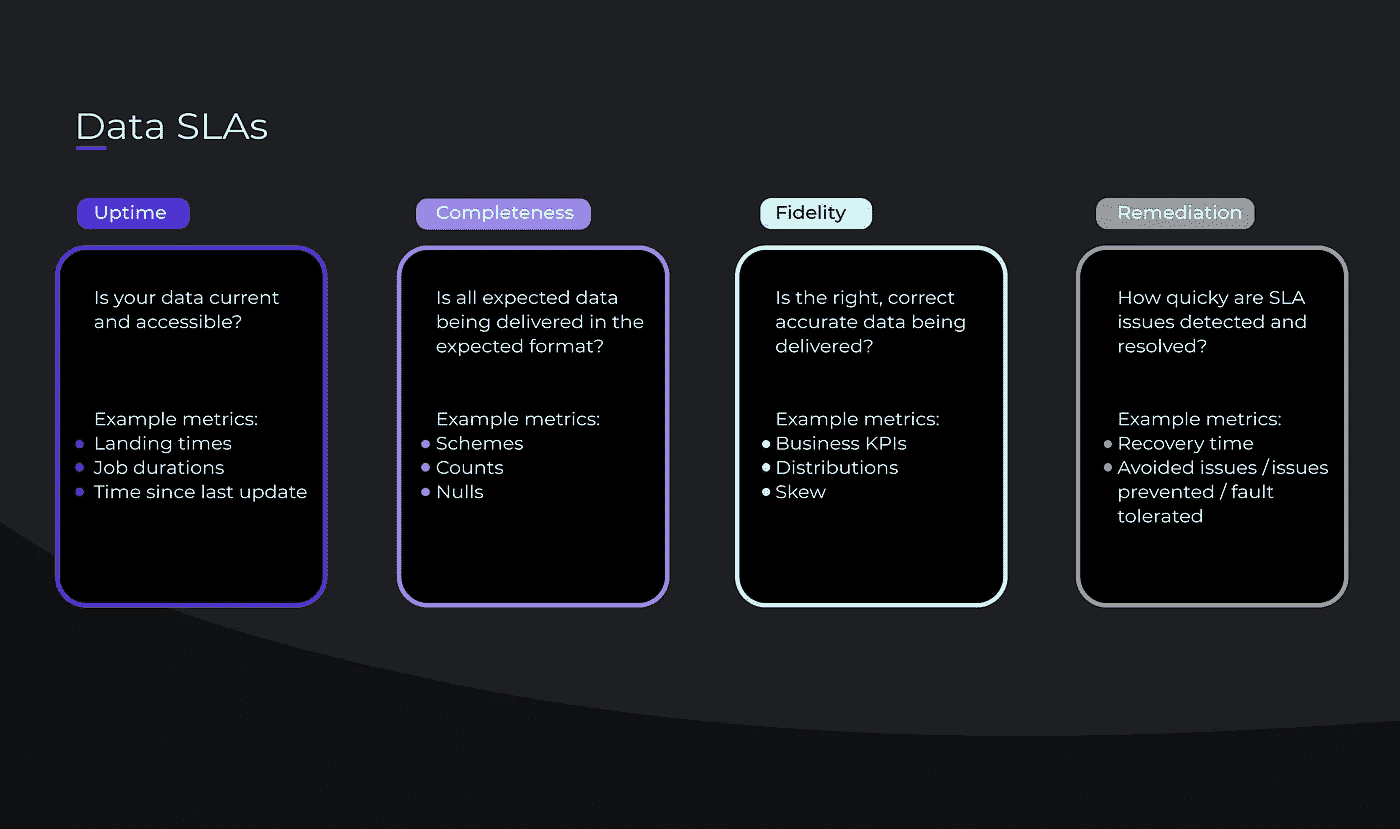 Data SLAs
Uptime
Is your data current
and accessible?
Example metrics:
Landing times
Job durations
Time since last update
Completeness
Is all expected data
being delivered in the
expected format?
Example metrics:
Schemes
Counts
Nulls
Fidelity
Is the right, correct
accurate data being
delivered?
Example metrics:
Business KPIs
Distributions
Skew
Remediation
How quicky are SLA
issues detected and
resolved?
Example metrics:
Recovery time
Avoided issues / issues
prevented / fault
tolerated